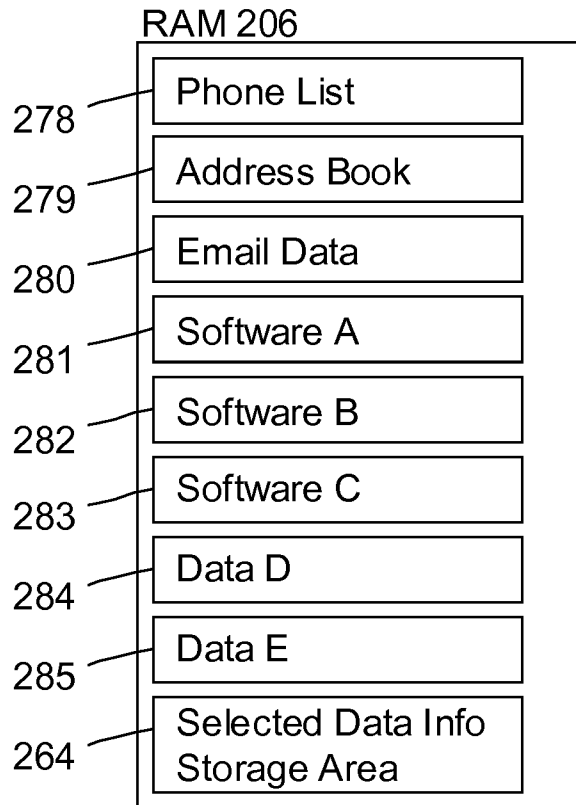 RAM 206
278 Phone List
279 Address Book
280 Email Data
281 Software A
282 Software B
283 Software C
284 Data D
285 Data E
264 Selected Data Info
Storage Area